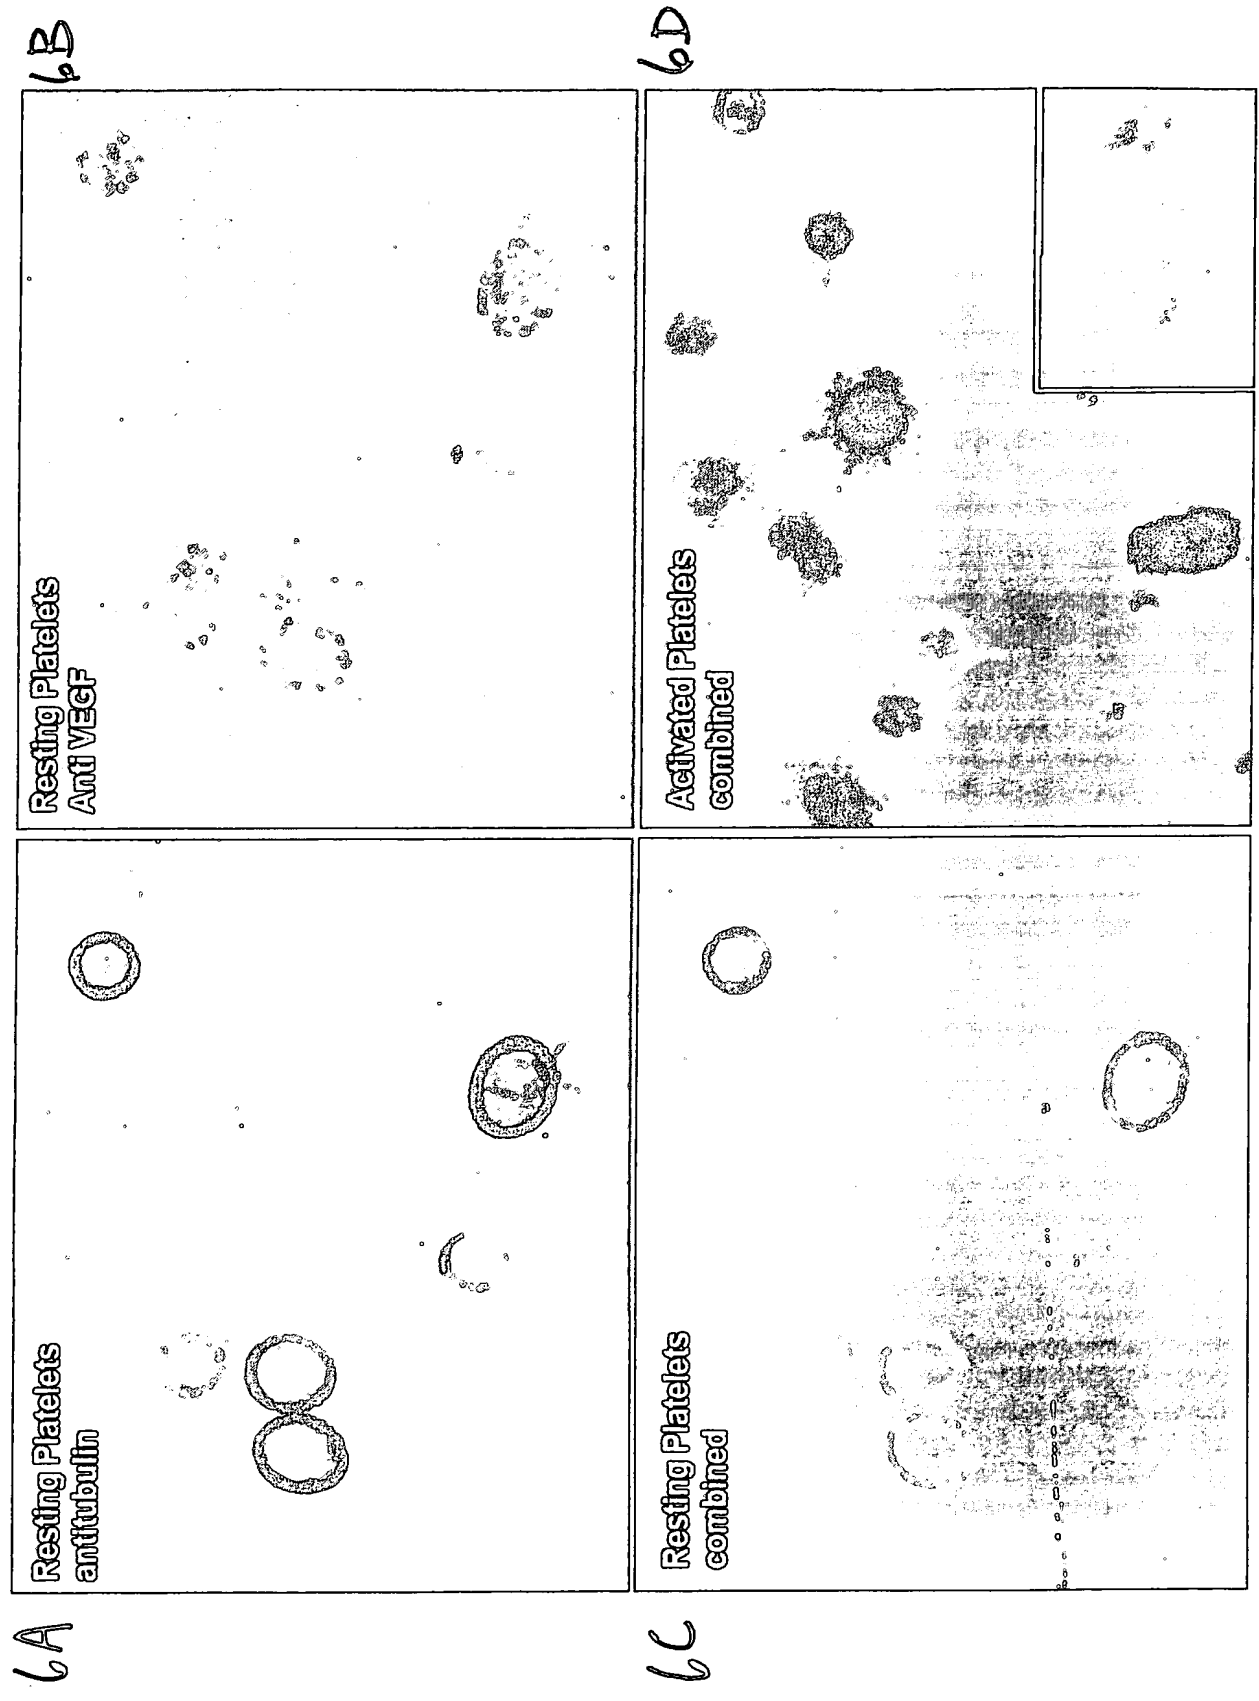 6A
Resting Platelets
antitubulin
6B
Resting Platelets
Anti VEGF
6C
Resting Platelets
combined
6D
Activated Platelets
combined